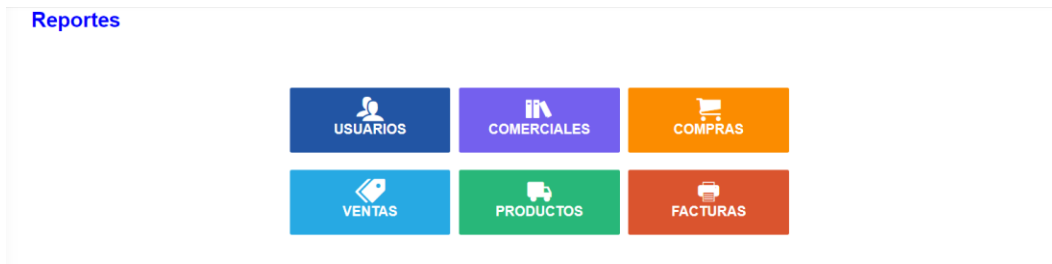 Reportes
USUARIOS
COMERCIALES
COMPRAS
VENTAS
PRODUCTOS
FACTURAS